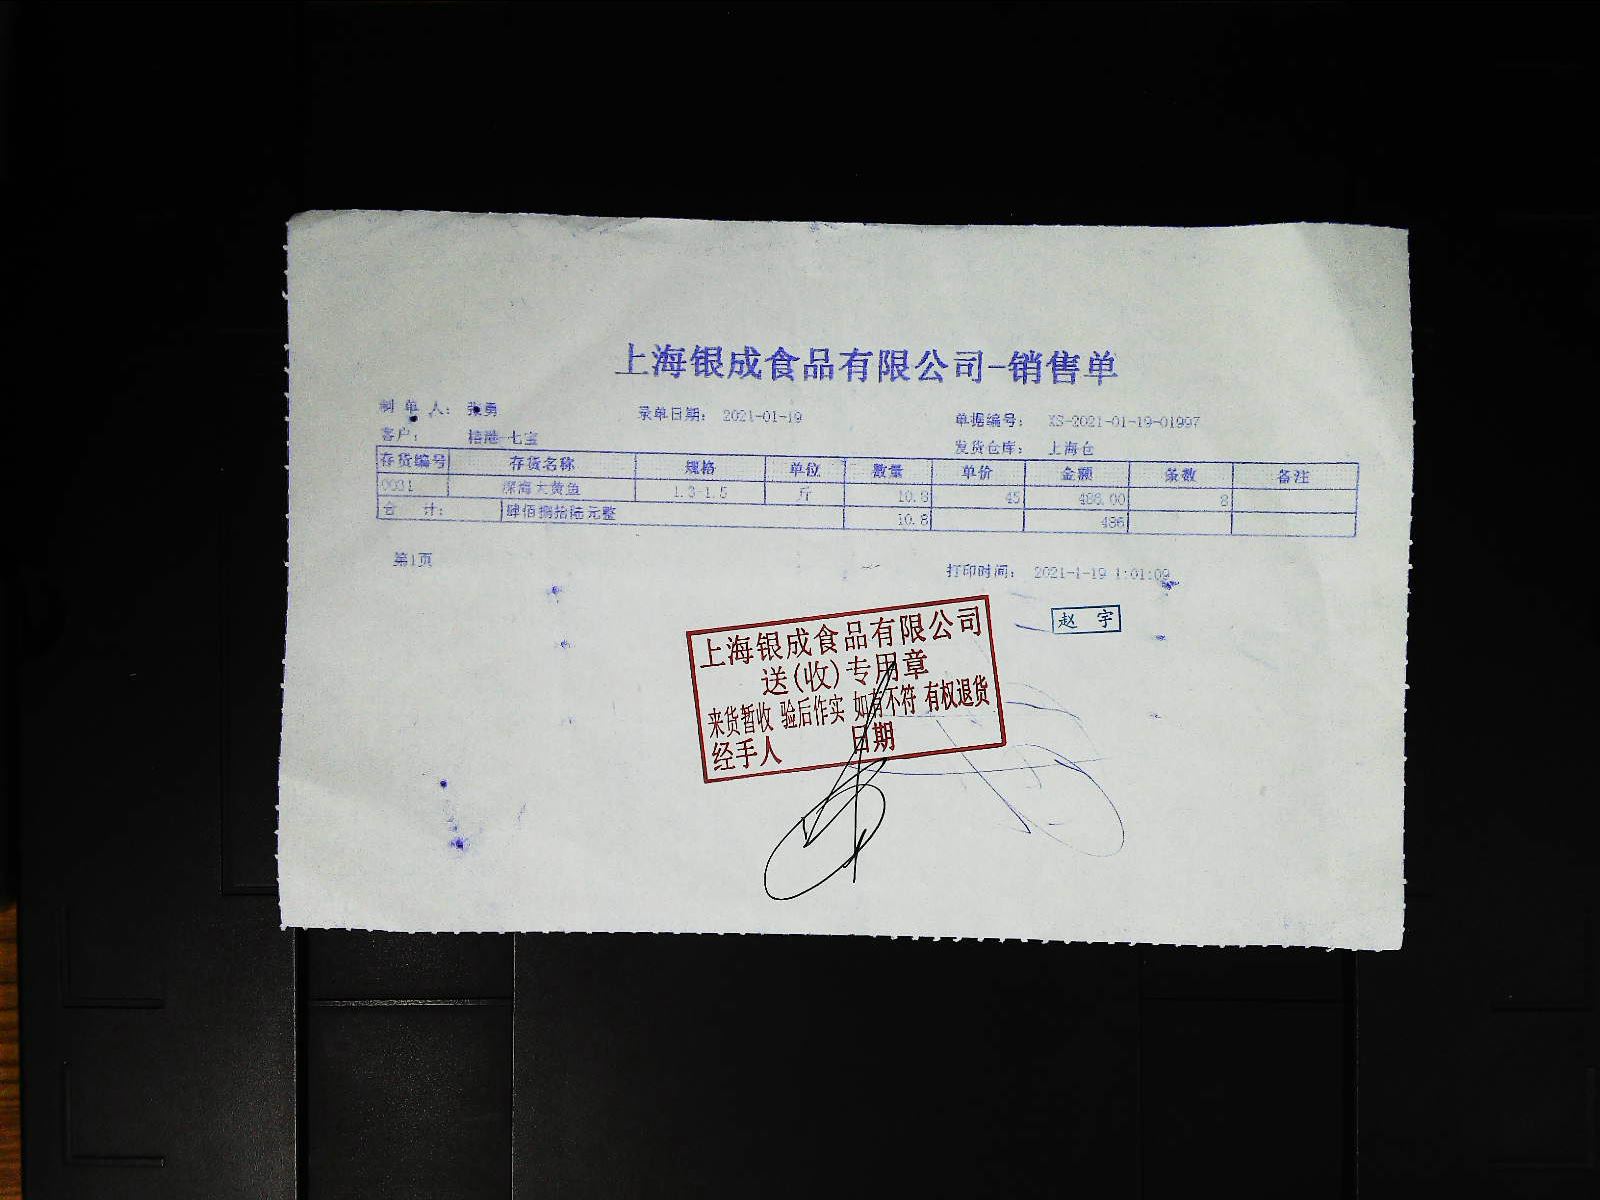 上海银成食品有限公司-销售单
制 单 人： 张勇 录单日期： 2021-01-19 单据编号： XS-2021-01-19-01997
客户： 桔港-七宝 发货仓库： 上海仓
存货编号 存货名称 规格 单位 数量 单价 金额 条数 备注
0031 深海大黄鱼 1.3-1.5 斤 10.8 45 486.00 8
合 计： 肆佰捌拾陆元整 10.8 486
第1页 打印时间： 2021-1-19 1:01:09
赵 宇
上海银成食品有限公司
送(收)专用章
来货暂收 验后作实 如有不符 有权退货
经手人 日期